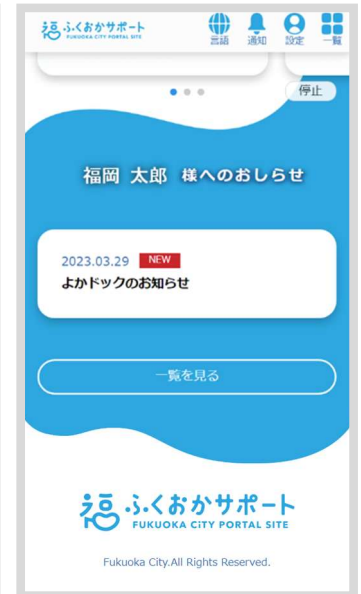 福 ふくおかサポート
FUKUOKA CITY PORTAL SITE
言語 通知 設定 一覧
停止
福岡 太郎 様へのおしらせ
2023.03.29 NEW
よかドックのお知らせ
一覧を見る
福 ふくおかサポート
FUKUOKA CiTY PORTAL SITE
Fukuoka City.All Rights Reserved.